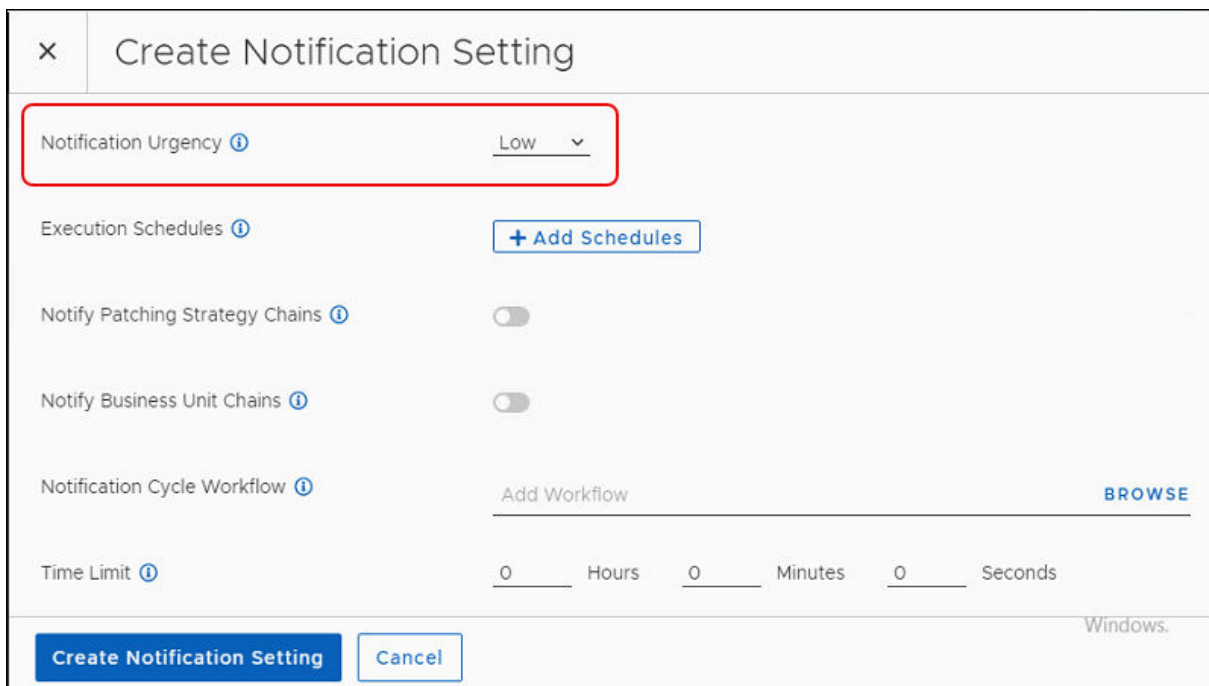 Create Notification Setting
Notification Urgency Low
Execution Schedules + Add Schedules
Notify Patching Strategy Chains
Notify Business Unit Chains
Notification Cycle Workflow Add Workflow BROWSE
Time Limit 0 Hours 0 Minutes 0 Seconds
Windows.
Create Notification Setting Cancel